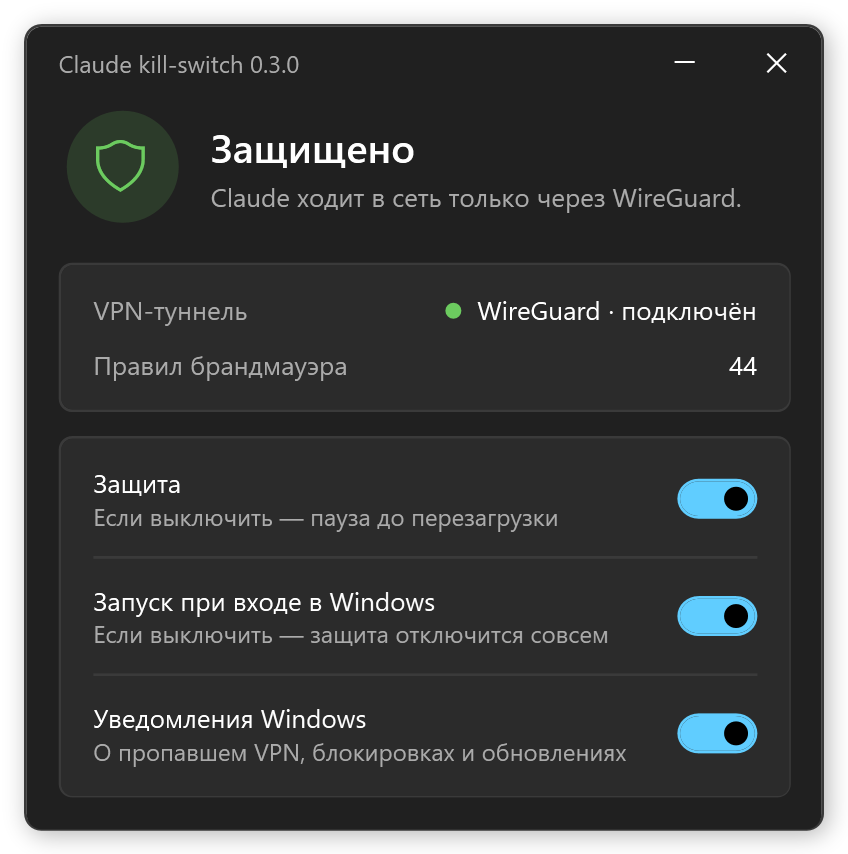 Claude kill-switch 0.3.0
Защищено
Claude ходит в сеть только через WireGuard.
VPN-туннель
WireGuard · подключён
Правил брандмауэра
44
Защита
Если выключить — пауза до перезагрузки
Запуск при входе в Windows
Если выключить — защита отключится совсем
Уведомления Windows
О пропавшем VPN, блокировках и обновлениях